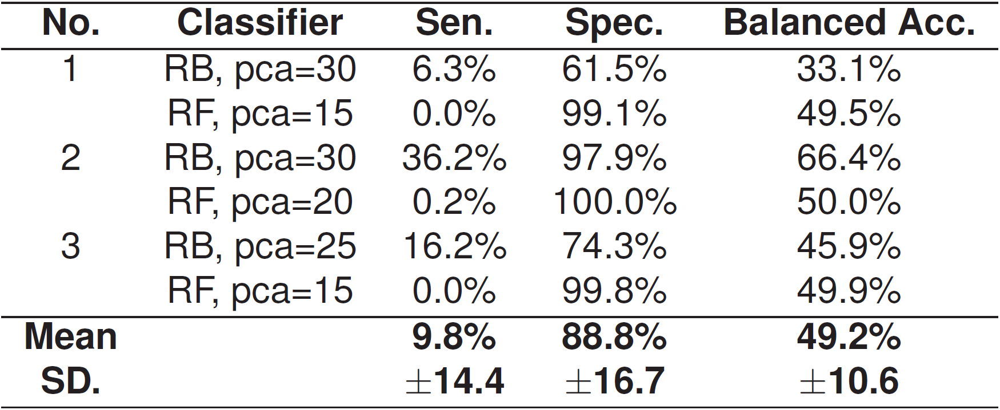 No. Classifier Sen. Spec. Balanced Acc.
1 RB, pca=30 6.3% 61.5% 33.1%
RF, pca=15 0.0% 99.1% 49.5%
2 RB, pca=30 36.2% 97.9% 66.4%
RF, pca=20 0.2% 100.0% 50.0%
3 RB, pca=25 16.2% 74.3% 45.9%
RF, pca=15 0.0% 99.8% 49.9%
Mean 9.8% 88.8% 49.2%
SD. ±14.4 ±16.7 ±10.6